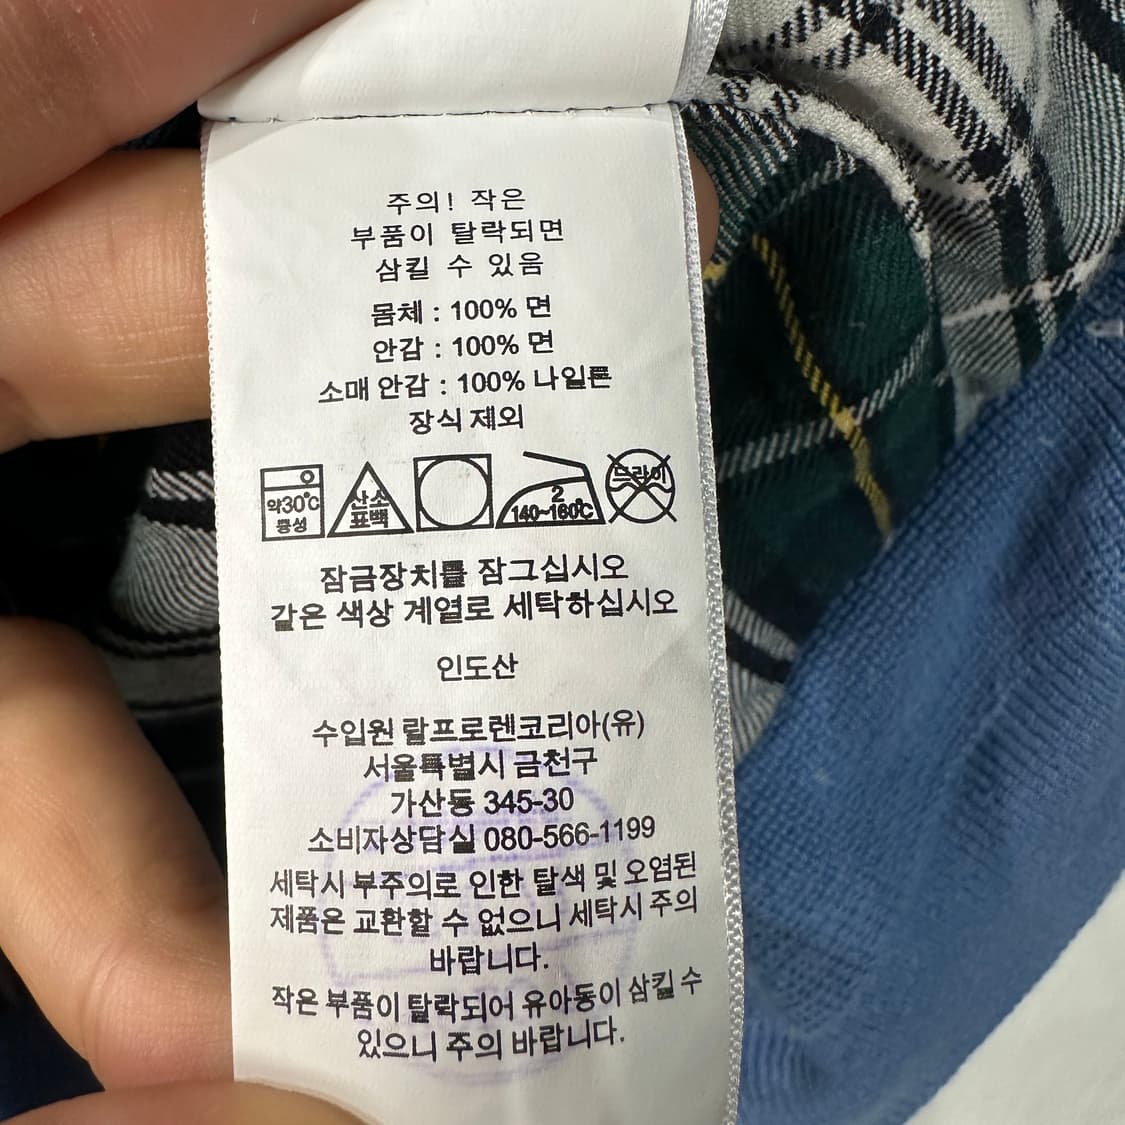 주의! 작은
부품이 탈락되면
삼킬 수 있음
몸체 : 100% 면
안감 : 100% 면
소매 안감 : 100% 나일론
장식 제외
약30℃
중성
산소
표백
2
140~160℃
드라이
잠금장치를 잠그십시오
같은 색상 계열로 세탁하십시오
인도산
수입원 랄프로렌코리아(유)
서울특별시 금천구
가산동 345-30
소비자상담실 080-566-1199
세탁시 부주의로 인한 탈색 및 오염된
제품은 교환할 수 없으니 세탁시 주의
바랍니다.
작은 부품이 탈락되어 유아동이 삼킬 수
있으니 주의 바랍니다.